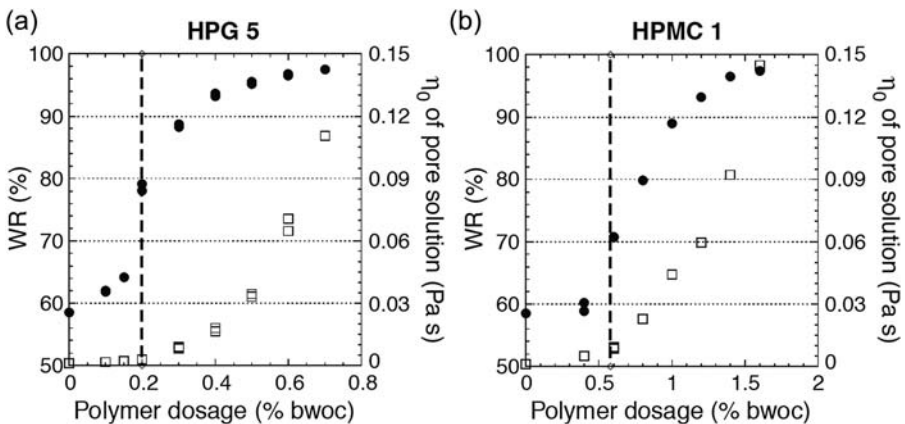 (a)
HPG 5
100
90
80
70
60
50
WR (%)
0.15
0.12
0.09
0.06
0.03
0
η0 of pore solution (Pa s)
0 0.2 0.4 0.6 0.8
Polymer dosage (% bwoc)
(b)
HPMC 1
100
90
80
70
60
50
WR (%)
0.15
0.12
0.09
0.06
0.03
0
η0 of pore solution (Pa s)
0 0.5 1 1.5 2
Polymer dosage (% bwoc)